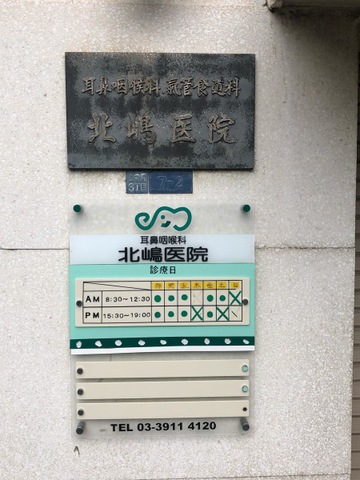 耳鼻咽喉科 氣管食道科
北嶋医院
7-2
耳鼻咽喉科
北嶋医院
診療日
AM 8:30~12:30
PM 15:30~19:00
TEL 03-3911 4120